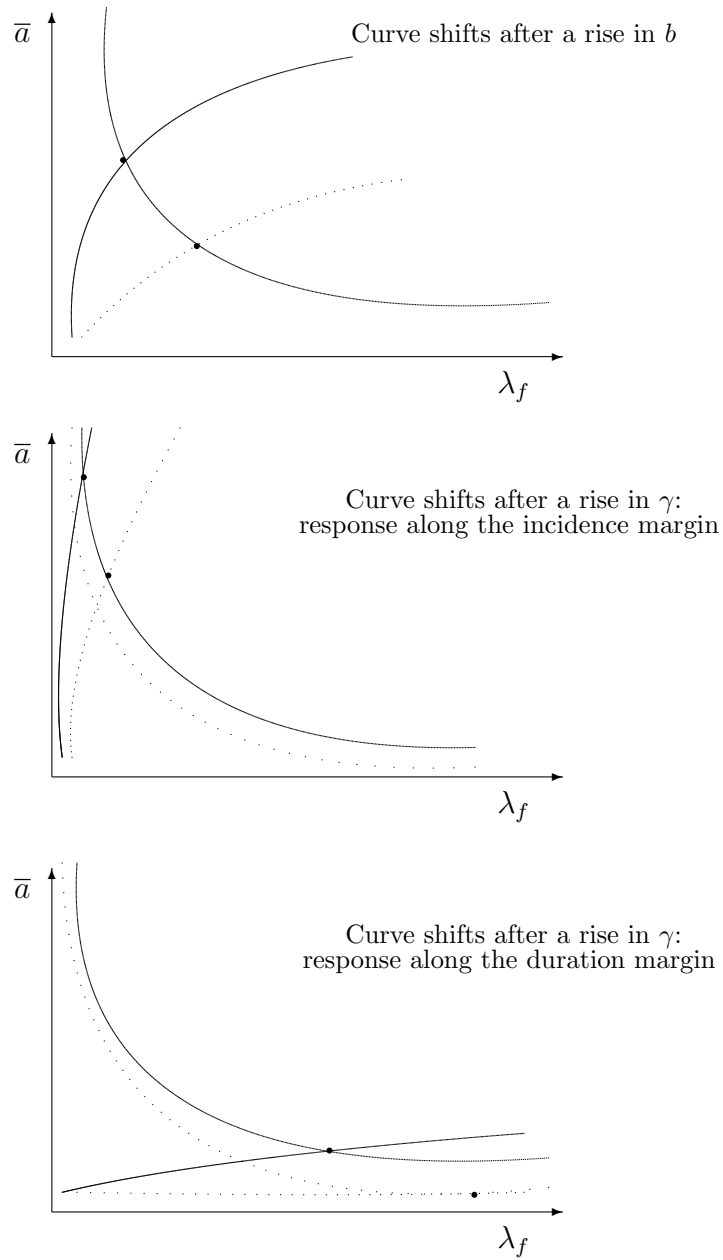 a̅
Curve shifts after a rise in b
λ_f
a̅
Curve shifts after a rise in γ:
response along the incidence margin
λ_f
a̅
Curve shifts after a rise in γ:
response along the duration margin
λ_f